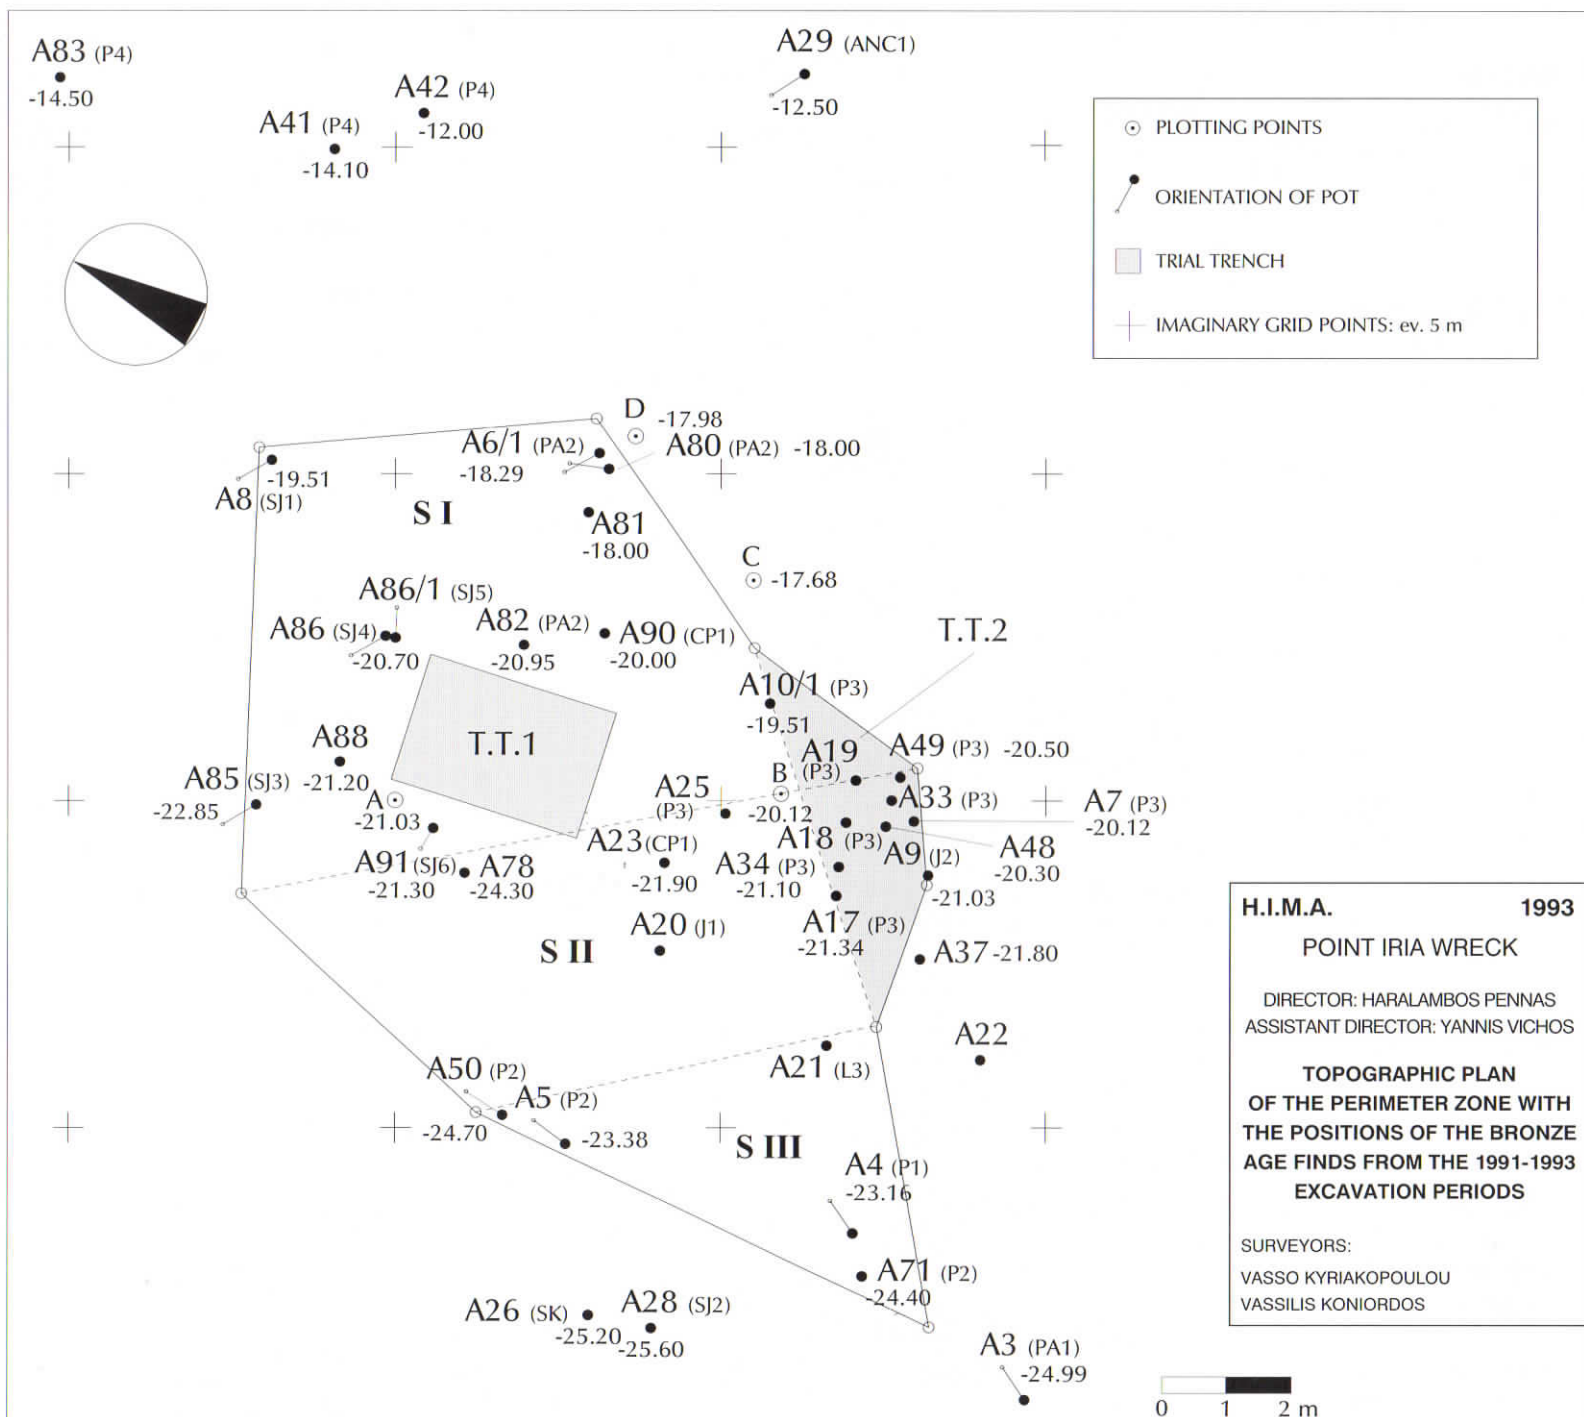 A83 (P4)
-14.50
A42 (P4)
-12.00
A41 (P4)
-14.10
A29 (ANC1)
-12.50
PLOTTING POINTS
ORIENTATION OF POT
TRIAL TRENCH
IMAGINARY GRID POINTS: ev. 5 m
D
-17.98
A6/1 (PA2)
-18.29
A80 (PA2) -18.00
-19.51
A8 (SJ1)
S I
A81
-18.00
C
-17.68
A86/1 (SJ5)
A86 (SJ4)
-20.70
A82 (PA2)
-20.95
A90 (CP1)
-20.00
T.T.2
A10/1 (P3)
-19.51
T.T.1
A88
-21.20
A85 (SJ3)
-22.85
A
-21.03
A19
(P3)
A49 (P3) -20.50
A25
(P3)
B
-20.12
A33 (P3)
A7 (P3)
-20.12
A91 (SJ6)
-21.30
A78
-24.30
A23 (CP1)
-21.90
A18 (P3)
A34 (P3)
-21.10
A9 (J2)
-21.03
A48
-20.30
A17 (P3)
-21.34
A20 (J1)
S II
A37 -21.80
A22
A21 (L3)
A50 (P2)
-24.70
A5 (P2)
-23.38
S III
A4 (P1)
-23.16
A71 (P2)
-24.40
A26 (SK)
-25.20
A28 (SJ2)
-25.60
A3 (PA1)
-24.99
H.I.M.A. 1993
POINT IRIA WRECK
DIRECTOR: HARALAMBOS PENNAS
ASSISTANT DIRECTOR: YANNIS VICHOS
TOPOGRAPHIC PLAN
OF THE PERIMETER ZONE WITH
THE POSITIONS OF THE BRONZE
AGE FINDS FROM THE 1991-1993
EXCAVATION PERIODS
SURVEYORS:
VASSO KYRIAKOPOULOU
VASSILIS KONIORDOS
0 1 2 m